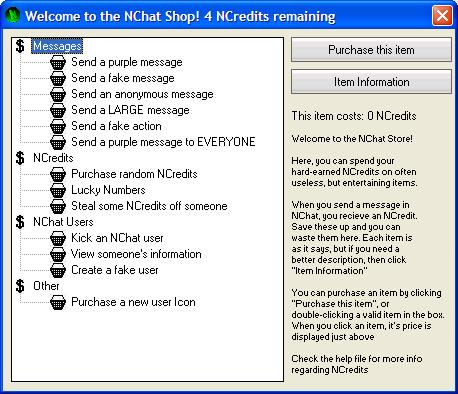 Welcome to the NChat Shop! 4 NCredits remaining
$ Messages
Send a purple message
Send a fake message
Send an anonymous message
Send a LARGE message
Send a fake action
Send a purple message to EVERYONE
$ NCredits
Purchase random NCredits
Lucky Numbers
Steal some NCredits off someone
$ NChat Users
Kick an NChat user
View someone's information
Create a fake user
$ Other
Purchase a new user Icon
Purchase this item
Item Information
This item costs: 0 NCredits
Welcome to the NChat Store!
Here, you can spend your
hard-earned NCredits on often
useless, but entertaining items.
When you send a message in
NChat, you recieve an NCredit.
Save these up and you can
waste them here. Each item is
as it says, but if you need a
better description, then click
"Item Information"
You can purchase an item by clicking
"Purchase this item", or
double-clicking a valid item in the box.
When you click an item, it's price is
displayed just above
Check the help file for more info
regarding NCredits